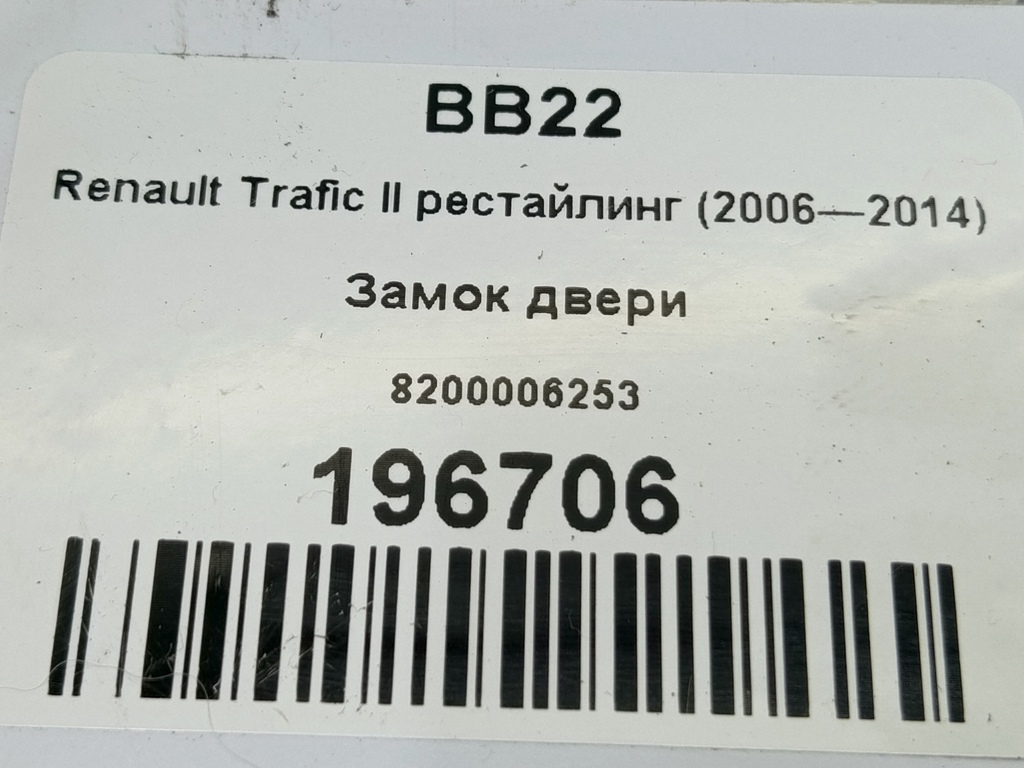 BB22
Renault Trafic II рестайлинг (2006—2014)
Замок двери
8200006253
196706